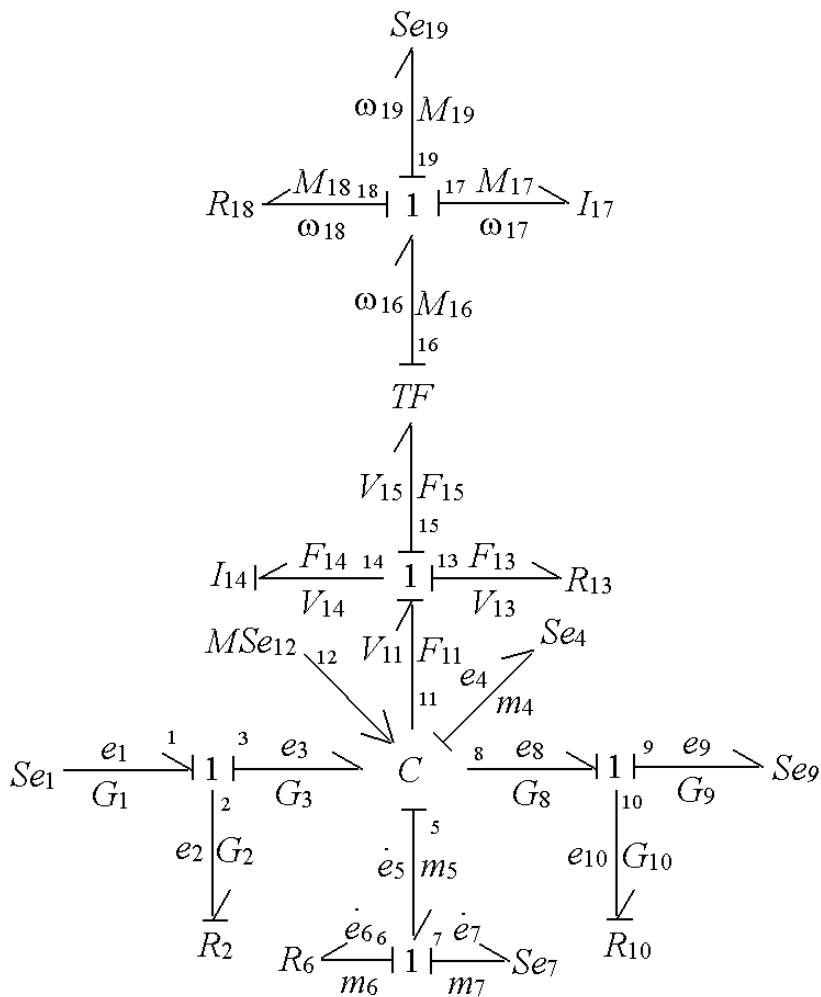 Se19
ω19 M19
19
M18 18 17 M17
R18 1 I17
ω18 ω17
ω16 M16
16
TF
V15 F15
15
F14 14 13 F13
I14 1 R13
V14 V13
MSe12 12 V11 F11 Se4
e4
11 m4
e1 1 3 e3 8 e8 9 e9
Se1 1 C 1 Se9
G1 2 G3 G8 10 G9
5
e2 G2 ė5 m5 e10 G10
R2 ė6 6 7 ė7 R10
R6 1 Se7
m6 m7